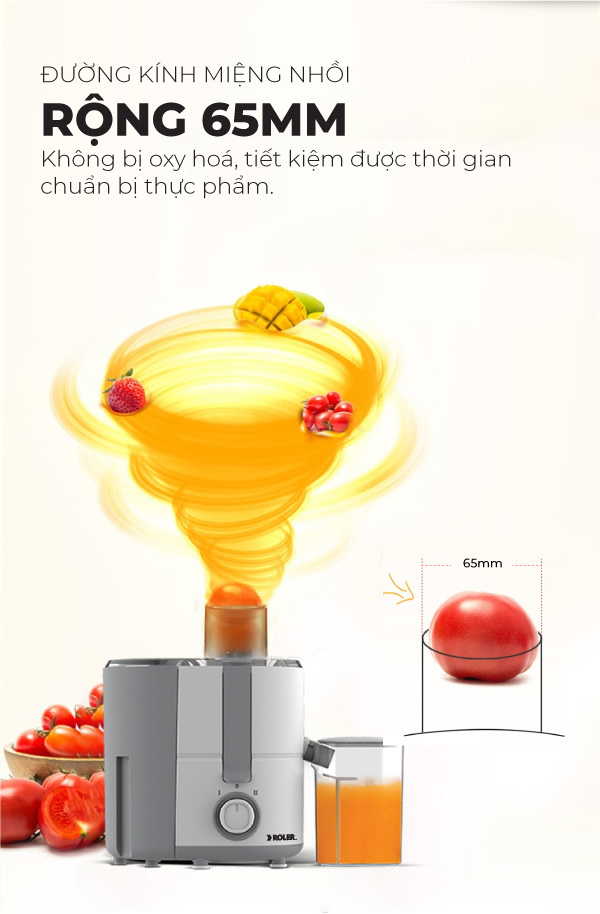 ĐƯỜNG KÍNH MIỆNG NHỒI
RỘNG 65MM
Không bị oxy hoá, tiết kiệm được thời gian
chuẩn bị thực phẩm.
65mm
I O II
ROLER